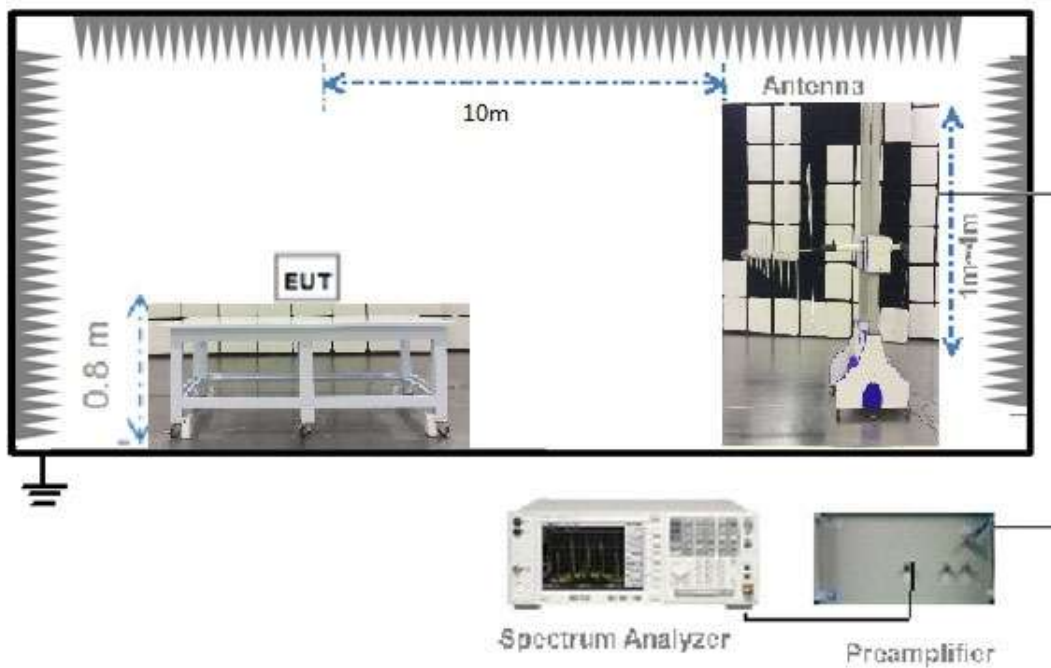 Antenna
10m
EUT
0.8 m
1m~4m
Spectrum Analyzer
Preamplifier